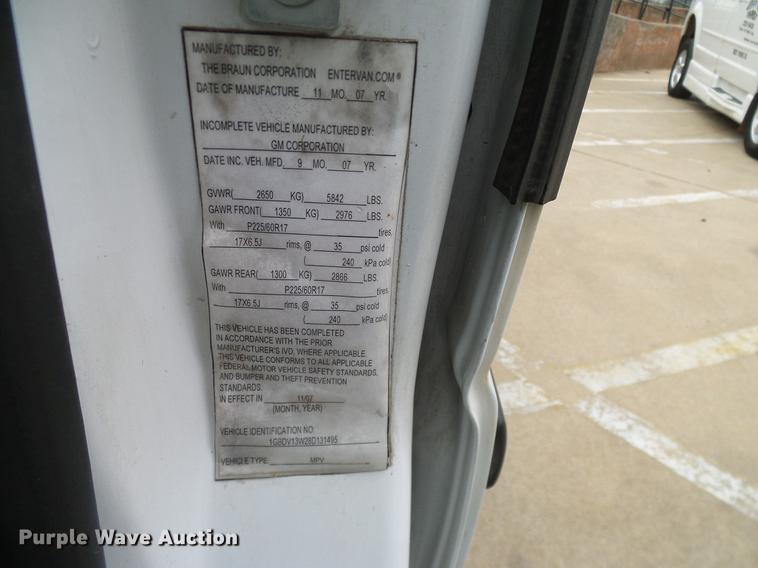 MANUFACTURED BY:
THE BRAUN CORPORATION ENTERVAN.COM®
DATE OF MANUFACTURE 11 MO. 07 YR.
INCOMPLETE VEHICLE MANUFACTURED BY:
GM CORPORATION
DATE INC. VEH. MFD. 9 MO. 07 YR.
GVWR( 2650 KG) 5842 LBS.
GAWR FRONT( 1350 KG) 2976 LBS.
With P225/60R17 tires,
17X6.5J rims, @ 35 psi cold
( 240 kPa cold)
GAWR REAR( 1300 KG) 2866 LBS.
With P225/60R17 tires,
17X6.5J rims, @ 35 psi cold
( 240 kPa cold)
THIS VEHICLE HAS BEEN COMPLETED
IN ACCORDANCE WITH THE PRIOR
MANUFACTURER'S IVD, WHERE APPLICABLE.
THIS VEHICLE CONFORMS TO ALL APPLICABLE
FEDERAL MOTOR VEHICLE SAFETY STANDARDS,
AND BUMPER AND THEFT PREVENTION
STANDARDS.
IN EFFECT IN 11/07
(MONTH, YEAR)
VEHICLE IDENTIFICATION NO:
1GBDV13W28D131495
VEHICLE TYPE MPV
Purple Wave Auction